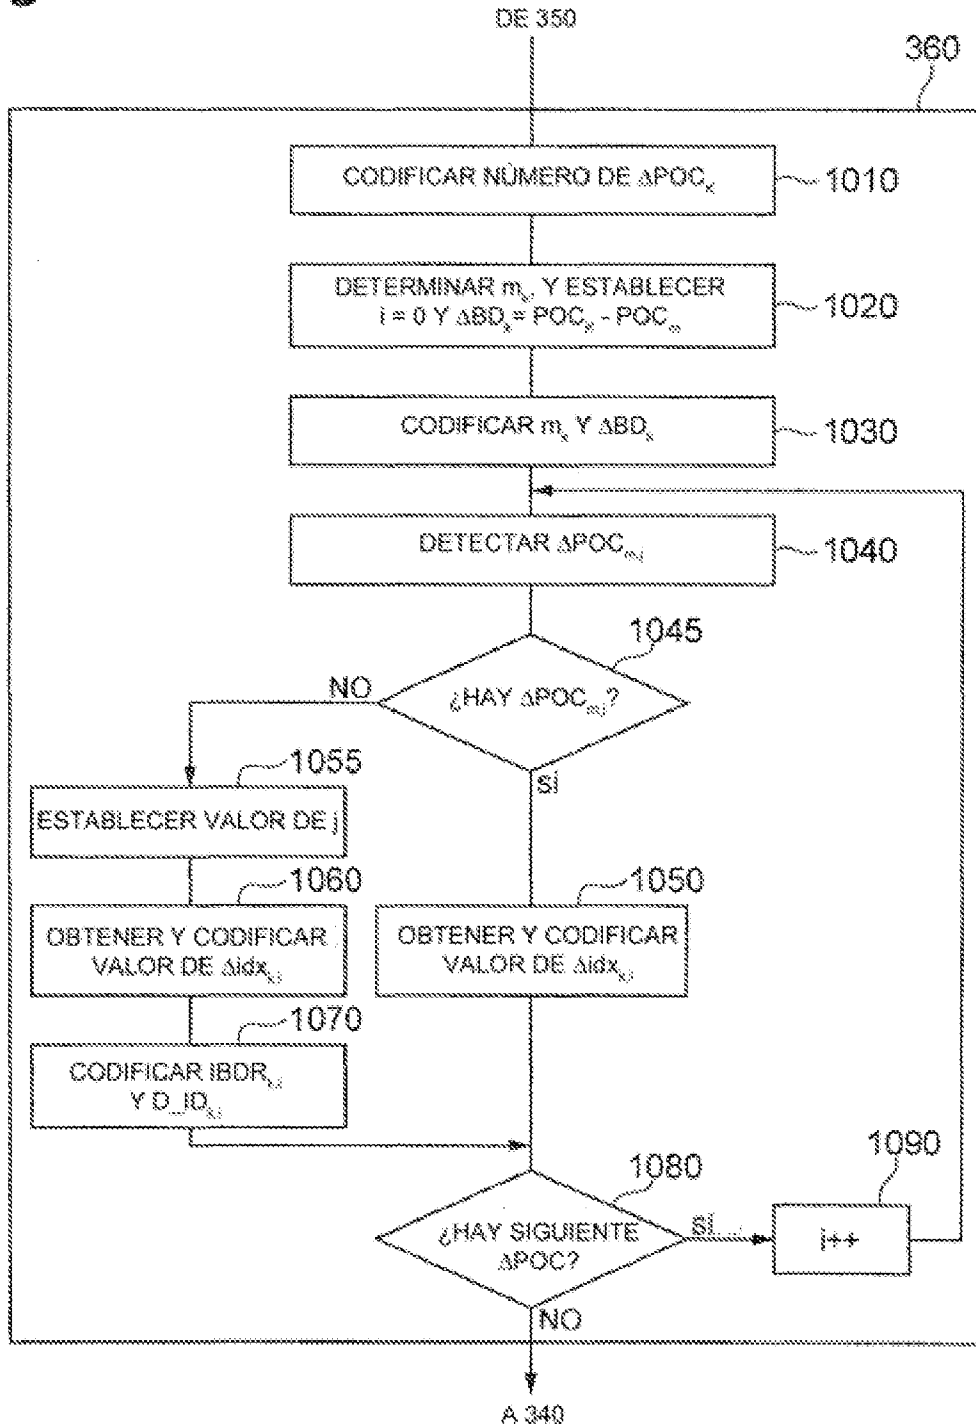 DE 350
360
CODIFICAR NÚMERO DE ΔPOCK
1010
DETERMINAR mk, Y ESTABLECER
i = 0 Y ΔBDk = POCK - POCm
1020
CODIFICAR mk Y ΔBDk
1030
DETECTAR ΔPOCm,j
1040
1045
¿HAY ΔPOCm,j?
NO
SÍ
1055
ESTABLECER VALOR DE j
1060
OBTENER Y CODIFICAR
VALOR DE Δidxk,i
1050
OBTENER Y CODIFICAR
VALOR DE Δidxk,i
1070
CODIFICAR IBDRk,i
Y D_IDk,i
1080
¿HAY SIGUIENTE
ΔPOC?
SÍ
1090
i++
NO
A 340